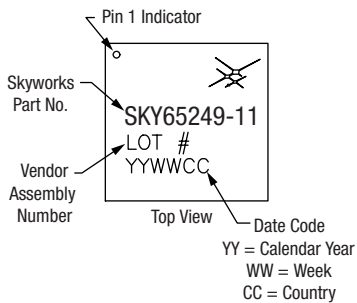 Pin 1 Indicator
Skyworks
Part No.
SKY65249-11
LOT #
YYWWCC
Vendor
Assembly
Number
Top View
Date Code
YY = Calendar Year
WW = Week
CC = Country